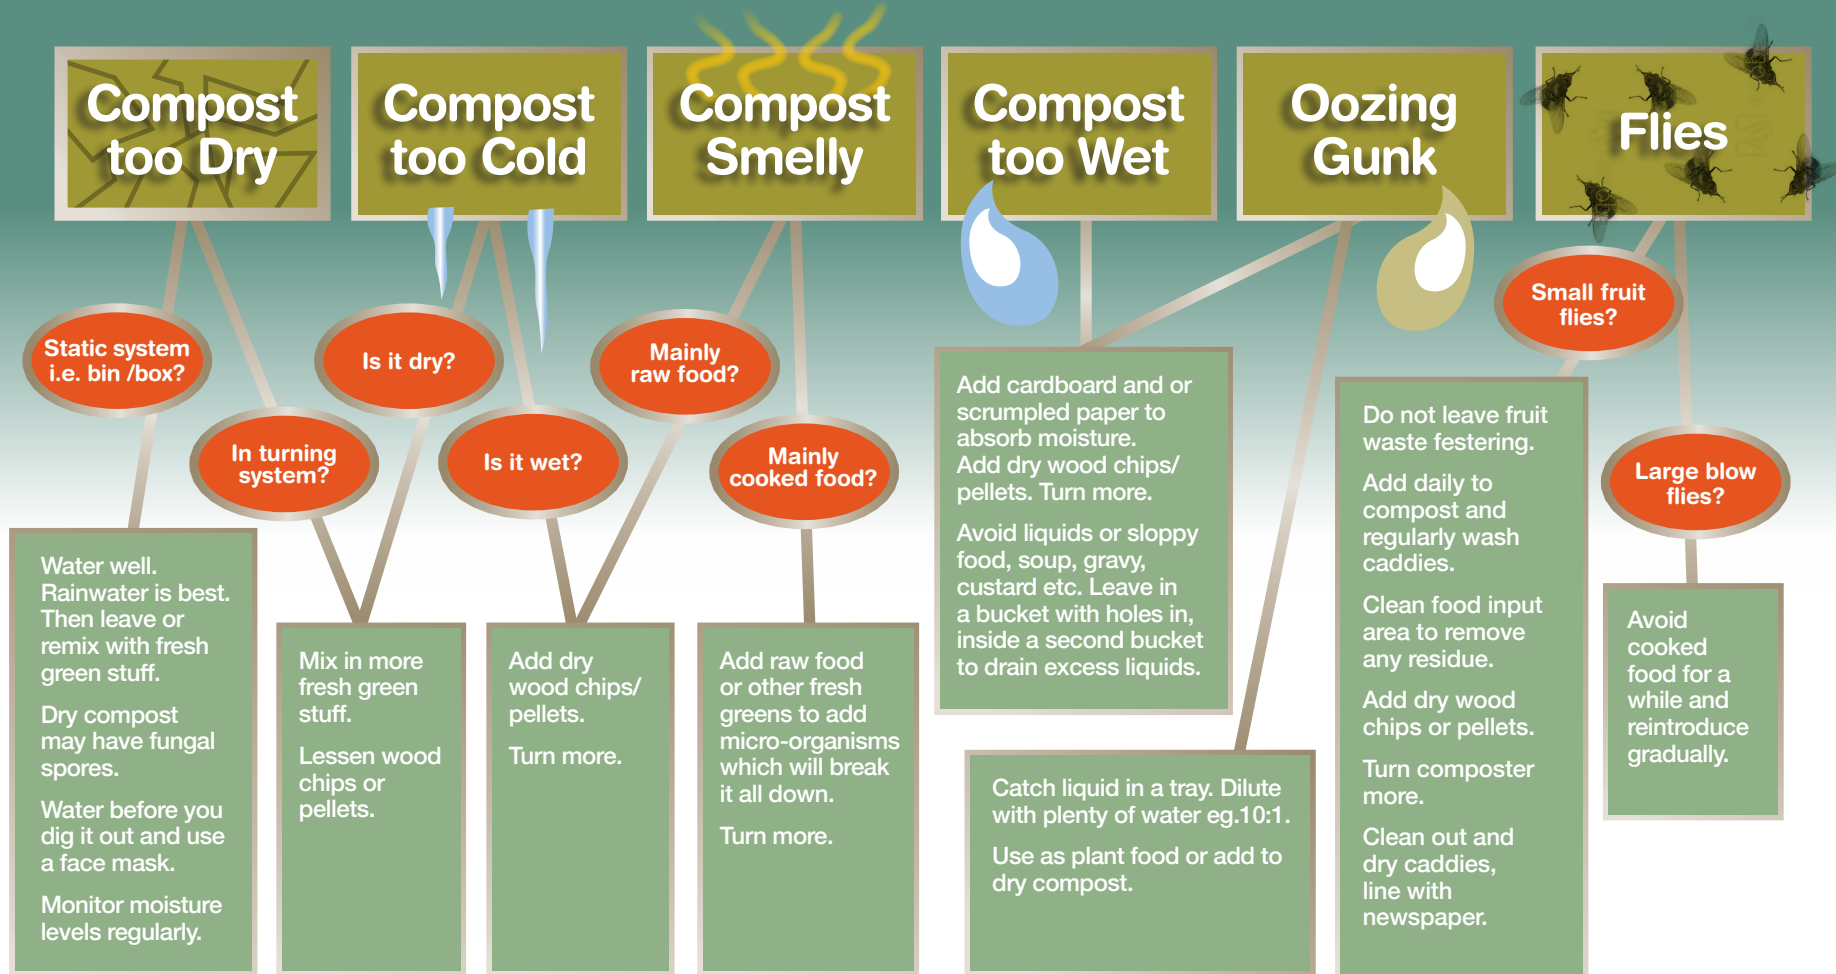 Compost
too Dry
Compost
too Cold
Compost
Smelly
Compost
too Wet
Oozing
Gunk
Flies
Static system
i.e. bin /box?
In turning
system?
Is it dry?
Is it wet?
Mainly
raw food?
Mainly
cooked food?
Small fruit
flies?
Large blow
flies?
Water well.
Rainwater is best.
Then leave or
remix with fresh
green stuff.
Dry compost
may have fungal
spores.
Water before you
dig it out and use
a face mask.
Monitor moisture
levels regularly.
Mix in more
fresh green
stuff.
Lessen wood
chips or
pellets.
Add dry
wood chips/
pellets.
Turn more.
Add raw food
or other fresh
greens to add
micro-organisms
which will break
it all down.
Turn more.
Add cardboard and or
scrumpled paper to
absorb moisture.
Add dry wood chips/
pellets. Turn more.
Avoid liquids or sloppy
food, soup, gravy,
custard etc. Leave in
a bucket with holes in,
inside a second bucket
to drain excess liquids.
Catch liquid in a tray. Dilute
with plenty of water eg.10:1.
Use as plant food or add to
dry compost.
Do not leave fruit
waste festering.
Add daily to
compost and
regularly wash
caddies.
Clean food input
area to remove
any residue.
Add dry wood
chips or pellets.
Turn composter
more.
Clean out and
dry caddies,
line with
newspaper.
Avoid
cooked
food for a
while and
reintroduce
gradually.